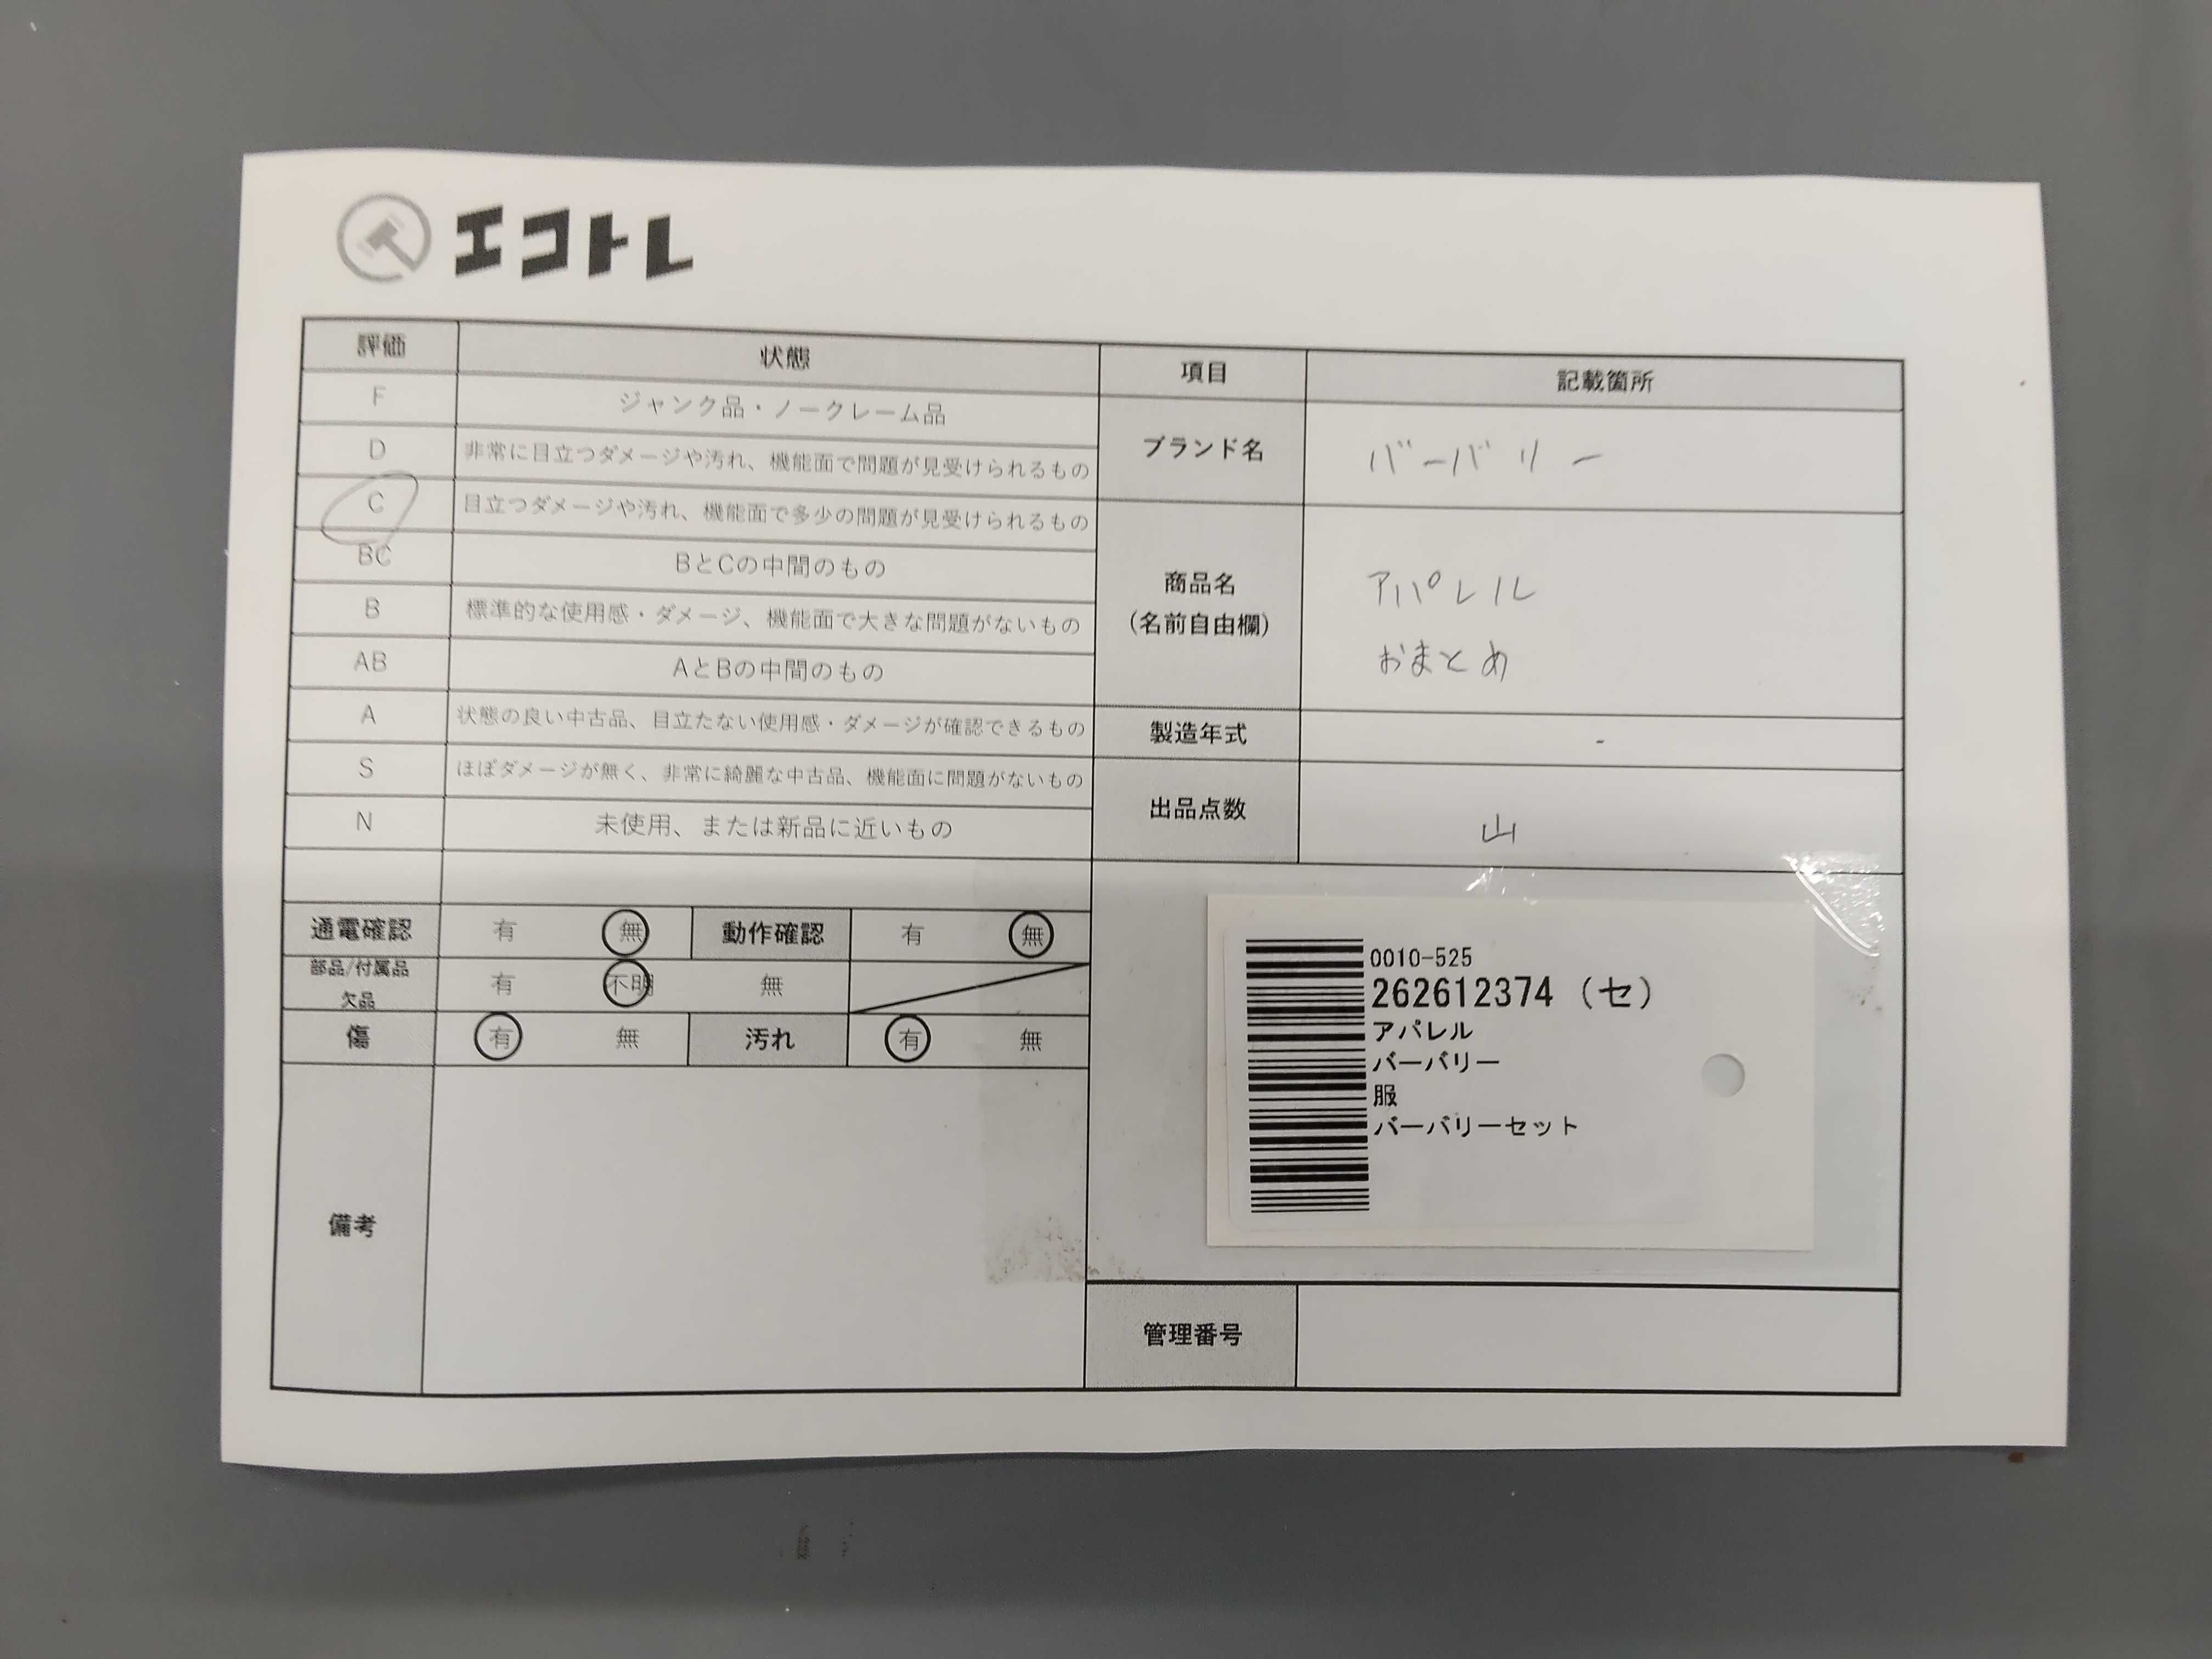 エコトレ
評価 状態 項目 記載箇所
F ジャンク品・ノークレーム品
D 非常に目立つダメージや汚れ、機能面で問題が見受けられるもの
C 目立つダメージや汚れ、機能面で多少の問題が見受けられるもの
BC BとCの中間のもの
B 標準的な使用感・ダメージ、機能面で大きな問題がないもの
AB AとBの中間のもの
A 状態の良い中古品、目立たない使用感・ダメージが確認できるもの
S ほぼダメージが無く、非常に綺麗な中古品、機能面に問題がないもの
N 未使用、または新品に近いもの
ブランド名 バーバリー
商品名 アパレル
(名前自由欄) おまとめ
製造年式 -
出品点数 山
通電確認 有 無 動作確認 有 無
部品/付属品
欠品 有 不明 無
傷 有 無 汚れ 有 無
備考
0010-525
262612374 (セ)
アパレル
バーバリー
服
バーバリーセット
管理番号